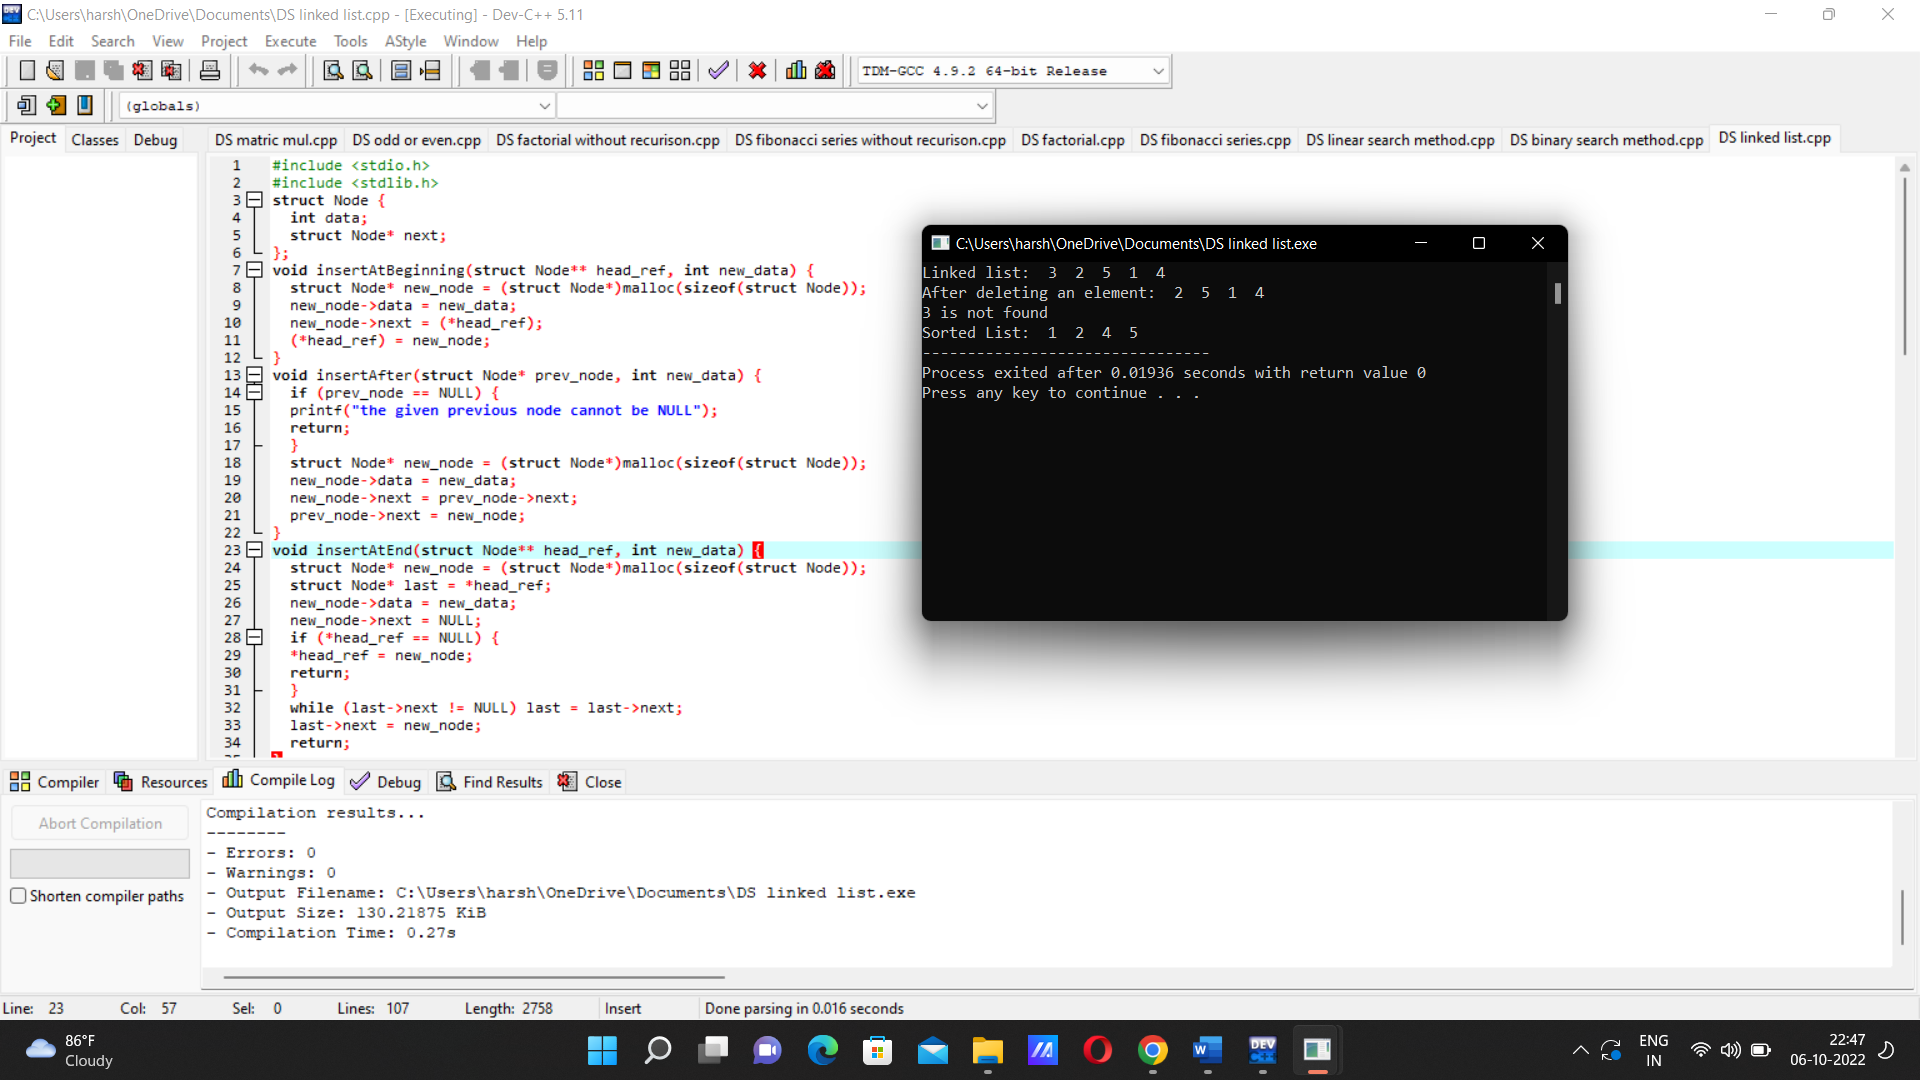 C:\Users\harsh\OneDrive\Documents\DS linked list.cpp - [Executing] - Dev-C++ 5.11
File Edit Search View Project Execute Tools AStyle Window Help
TDM-GCC 4.9.2 64-bit Release
(globals)
Project Classes Debug
DS matric mul.cpp DS odd or even.cpp DS factorial without recurison.cpp DS fibonacci series without recurison.cpp DS factorial.cpp DS fibonacci series.cpp DS linear search method.cpp DS binary search method.cpp DS linked list.cpp
1 #include <stdio.h>
2 #include <stdlib.h>
3 struct Node {
4 int data;
5 struct Node* next;
6 };
7 void insertAtBeginning(struct Node** head_ref, int new_data) {
8 struct Node* new_node = (struct Node*)malloc(sizeof(struct Node));
9 new_node->data = new_data;
10 new_node->next = (*head_ref);
11 (*head_ref) = new_node;
12 }
13 void insertAfter(struct Node* prev_node, int new_data) {
14 if (prev_node == NULL) {
15 printf("the given previous node cannot be NULL");
16 return;
17 }
18 struct Node* new_node = (struct Node*)malloc(sizeof(struct Node));
19 new_node->data = new_data;
20 new_node->next = prev_node->next;
21 prev_node->next = new_node;
22 }
23 void insertAtEnd(struct Node** head_ref, int new_data) {
24 struct Node* new_node = (struct Node*)malloc(sizeof(struct Node));
25 struct Node* last = *head_ref;
26 new_node->data = new_data;
27 new_node->next = NULL;
28 if (*head_ref == NULL) {
29 *head_ref = new_node;
30 return;
31 }
32 while (last->next != NULL) last = last->next;
33 last->next = new_node;
34 return;
C:\Users\harsh\OneDrive\Documents\DS linked list.exe
Linked list:  3  2  5  1  4
After deleting an element:  2  5  1  4
3 is not found
Sorted List:  1  2  4  5
--------------------------------
Process exited after 0.01936 seconds with return value 0
Press any key to continue . . .
Compiler Resources Compile Log Debug Find Results Close
Abort Compilation
Shorten compiler paths
Compilation results...
--------
- Errors: 0
- Warnings: 0
- Output Filename: C:\Users\harsh\OneDrive\Documents\DS linked list.exe
- Output Size: 130.21875 KiB
- Compilation Time: 0.27s
Line: 23 Col: 57 Sel: 0 Lines: 107 Length: 2758 Insert Done parsing in 0.016 seconds
86°F
Cloudy
DEV
C++
ENG
IN
22:47
06-10-2022